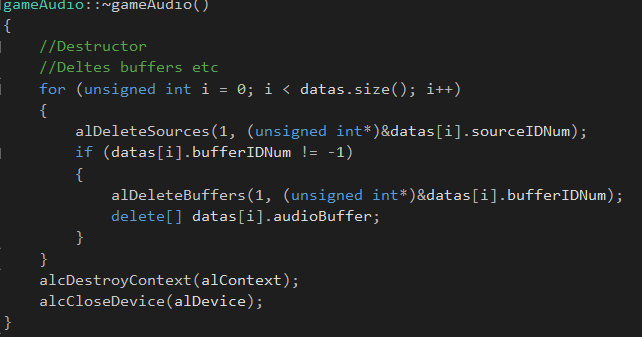 gameAudio::~gameAudio()
{
//Destructor
//Deltes buffers etc
for (unsigned int i = 0; i < datas.size(); i++)
{
alDeleteSources(1, (unsigned int*)&datas[i].sourceIDNum);
if (datas[i].bufferIDNum != -1)
{
alDeleteBuffers(1, (unsigned int*)&datas[i].bufferIDNum);
delete[] datas[i].audioBuffer;
}
}
alcDestroyContext(alContext);
alcCloseDevice(alDevice);
}